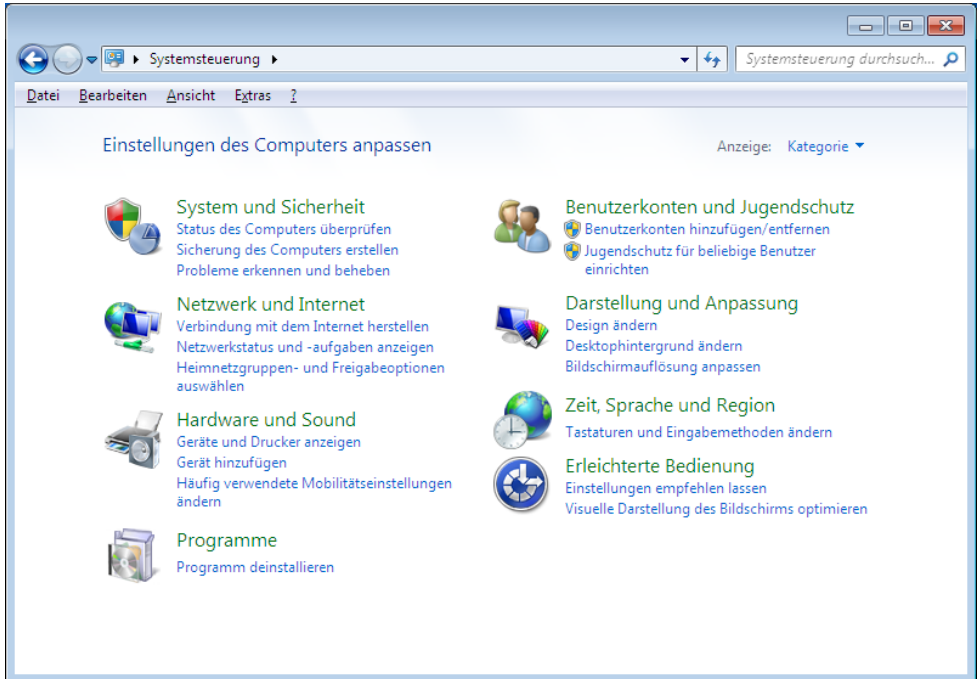 Systemsteuerung
Systemsteuerung durchsuch...
Datei Bearbeiten Ansicht Extras ?
Einstellungen des Computers anpassen
Anzeige: Kategorie
System und Sicherheit
Status des Computers überprüfen
Sicherung des Computers erstellen
Probleme erkennen und beheben
Netzwerk und Internet
Verbindung mit dem Internet herstellen
Netzwerkstatus und -aufgaben anzeigen
Heimnetzgruppen- und Freigabeoptionen
auswählen
Hardware und Sound
Geräte und Drucker anzeigen
Gerät hinzufügen
Häufig verwendete Mobilitätseinstellungen
ändern
Programme
Programm deinstallieren
Benutzerkonten und Jugendschutz
Benutzerkonten hinzufügen/entfernen
Jugendschutz für beliebige Benutzer
einrichten
Darstellung und Anpassung
Design ändern
Desktophintergrund ändern
Bildschirmauflösung anpassen
Zeit, Sprache und Region
Tastaturen und Eingabemethoden ändern
Erleichterte Bedienung
Einstellungen empfehlen lassen
Visuelle Darstellung des Bildschirms optimieren